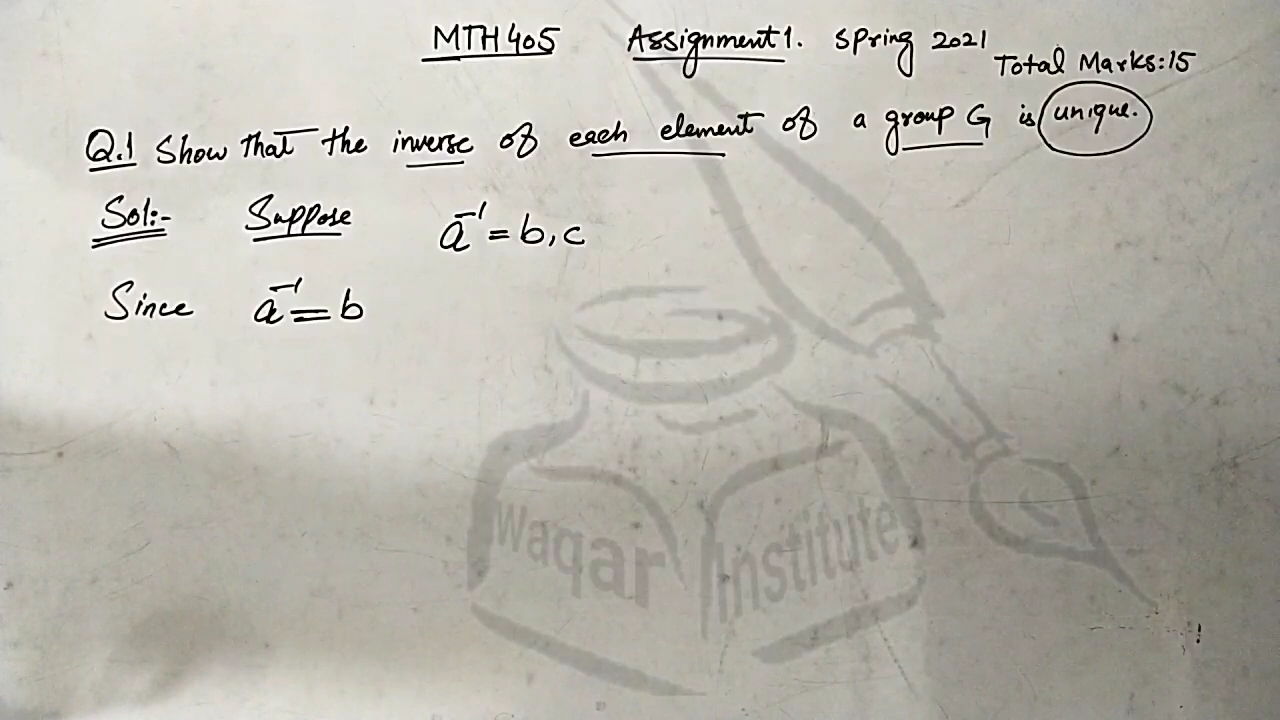 MTH405 Assignment 1. Spring 2021
Total Marks:15
Q.1 Show that the inverse of each element of a group G is unique.
Sol:- Suppose a⁻¹ = b, c
Since a⁻¹ = b
Waqar Institute